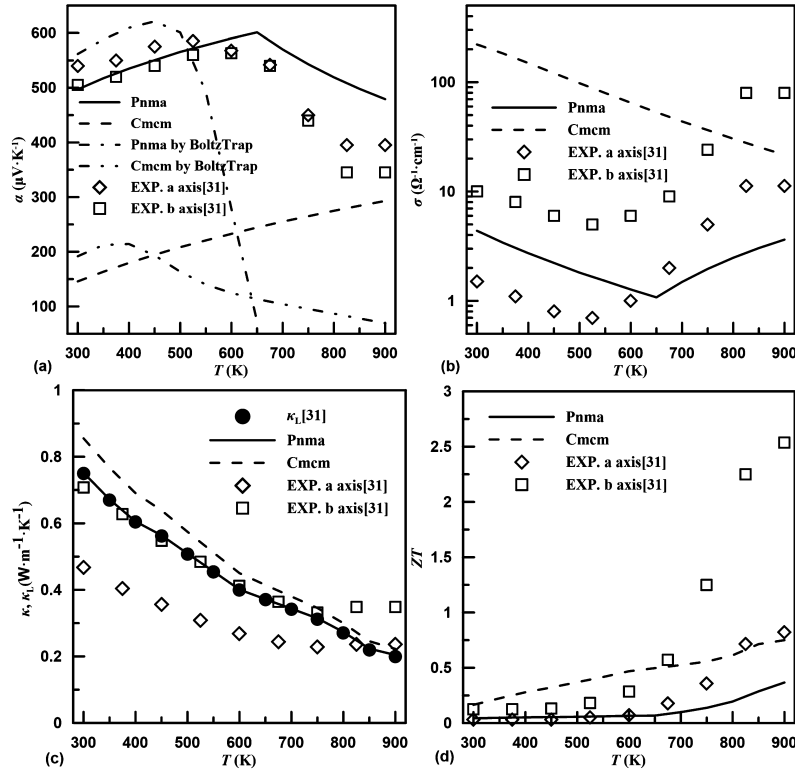 600
500
400
300
200
100
α (μV·K⁻¹)
Pnma
Cmcm
Pnma by BoltzTrap
Cmcm by BoltzTrap
EXP. a axis[31]
EXP. b axis[31]
300 400 500 600 700 800 900
T (K)
(a)
100
10
1
σ (Ω⁻¹·cm⁻¹)
Pnma
Cmcm
EXP. a axis[31]
EXP. b axis[31]
300 400 500 600 700 800 900
T (K)
(b)
1
0.8
0.6
0.4
0.2
0
κ, κL(W·m⁻¹·K⁻¹)
κL[31]
Pnma
Cmcm
EXP. a axis[31]
EXP. b axis[31]
300 400 500 600 700 800 900
T (K)
(c)
3
2.5
2
1.5
1
0.5
0
ZT
Pnma
Cmcm
EXP. a axis[31]
EXP. b axis[31]
300 400 500 600 700 800 900
T (K)
(d)